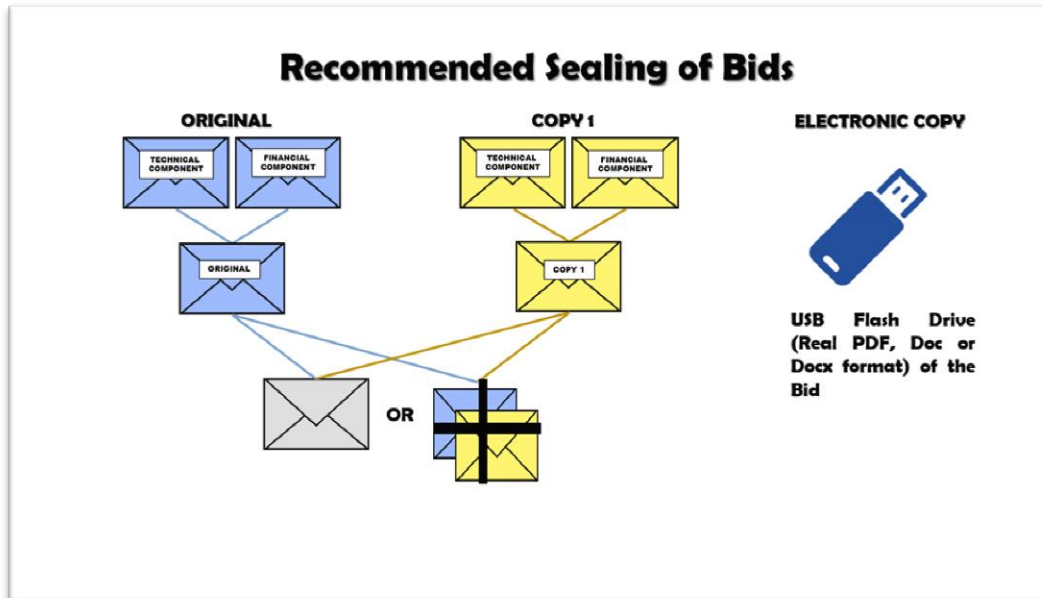 Recommended Sealing of Bids
ORIGINAL
TECHNICAL
COMPONENT
FINANCIAL
COMPONENT
ORIGINAL
COPY 1
TECHNICAL
COMPONENT
FINANCIAL
COMPONENT
COPY 1
OR
ELECTRONIC COPY
USB Flash Drive
(Real PDF, Doc or
Docx format) of the
Bid